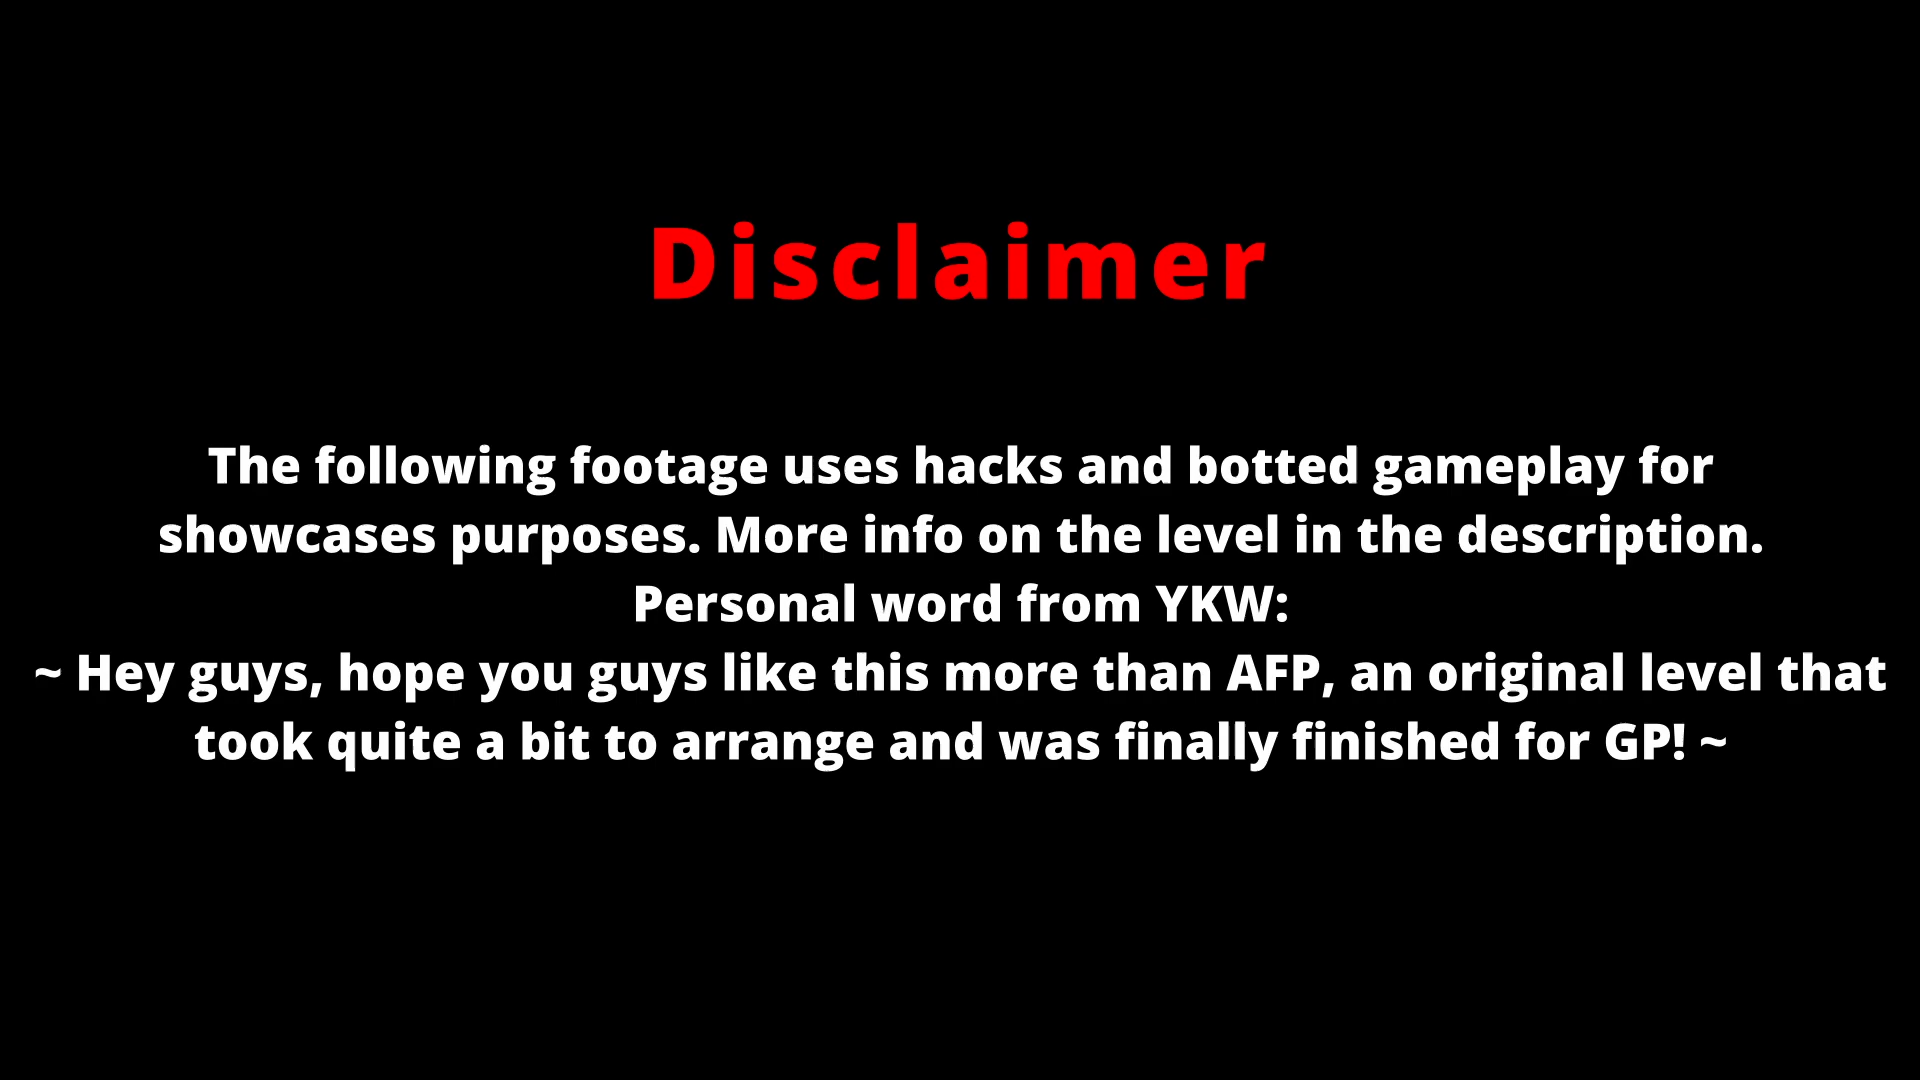 Disclaimer
The following footage uses hacks and botted gameplay for
showcases purposes. More info on the level in the description.
Personal word from YKW:
~ Hey guys, hope you guys like this more than AFP, an original level that
took quite a bit to arrange and was finally finished for GP! ~